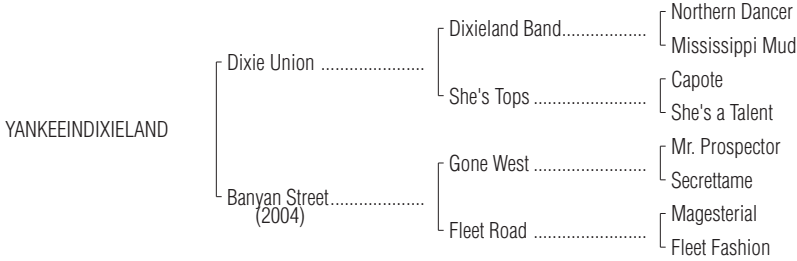 Northern Dancer
Dixieland Band....................
Mississippi Mud
Dixie Union ......................
Capote
She's Tops ........................
She's a Talent
YANKEEINDIXIELAND
Mr. Prospector
Gone West ........................
Secrettame
Banyan Street....................
(2004)
Magesterial
Fleet Road ........................
Fleet Fashion